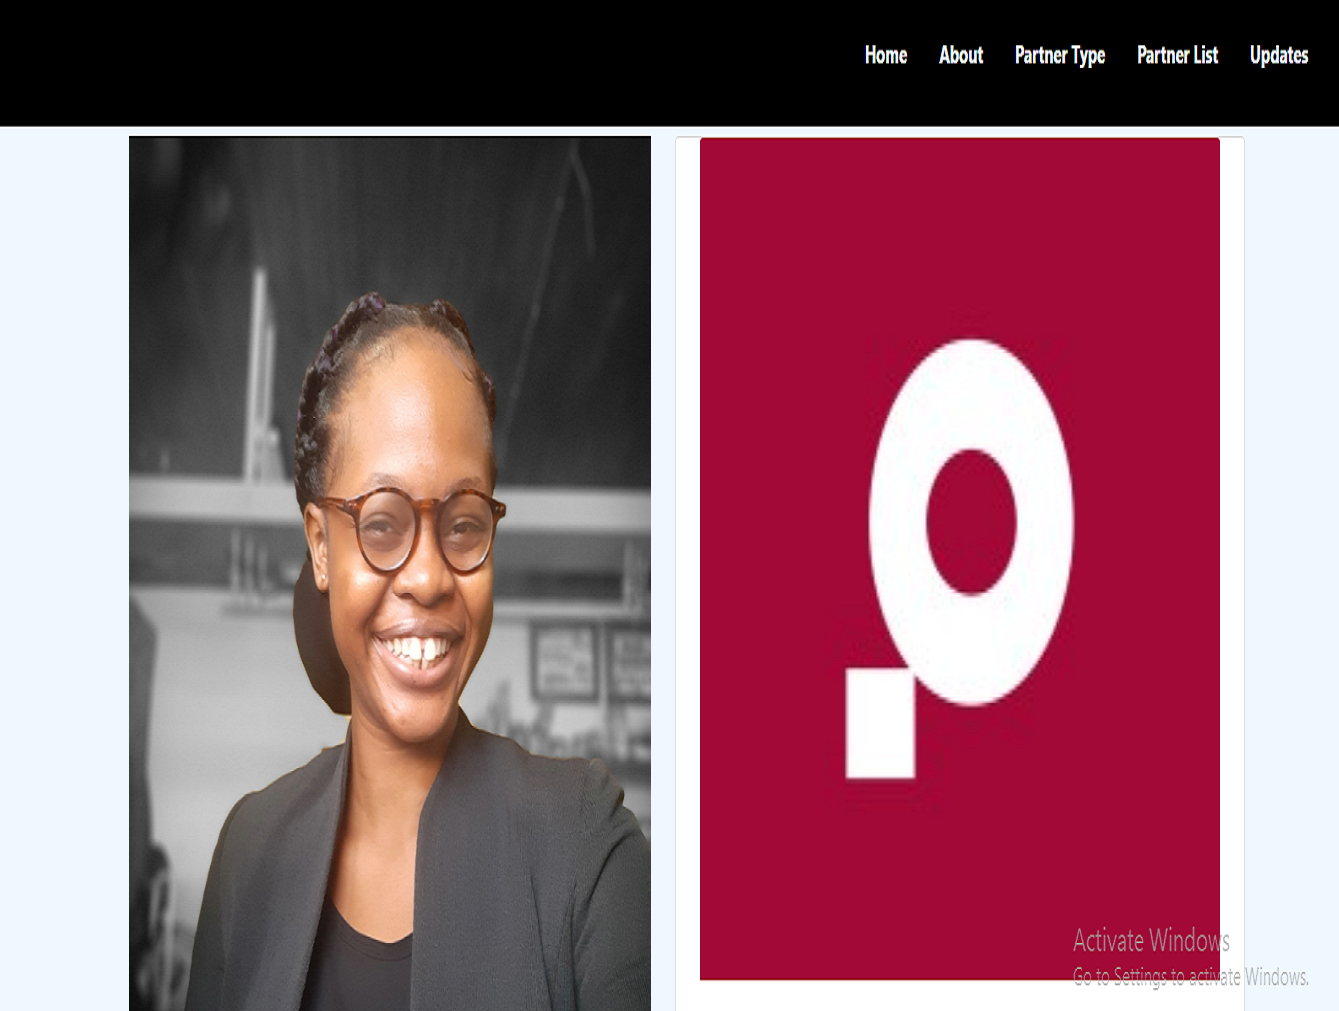 Home About Partner Type Partner List Updates
Activate Windows
Go to Settings to activate Windows.